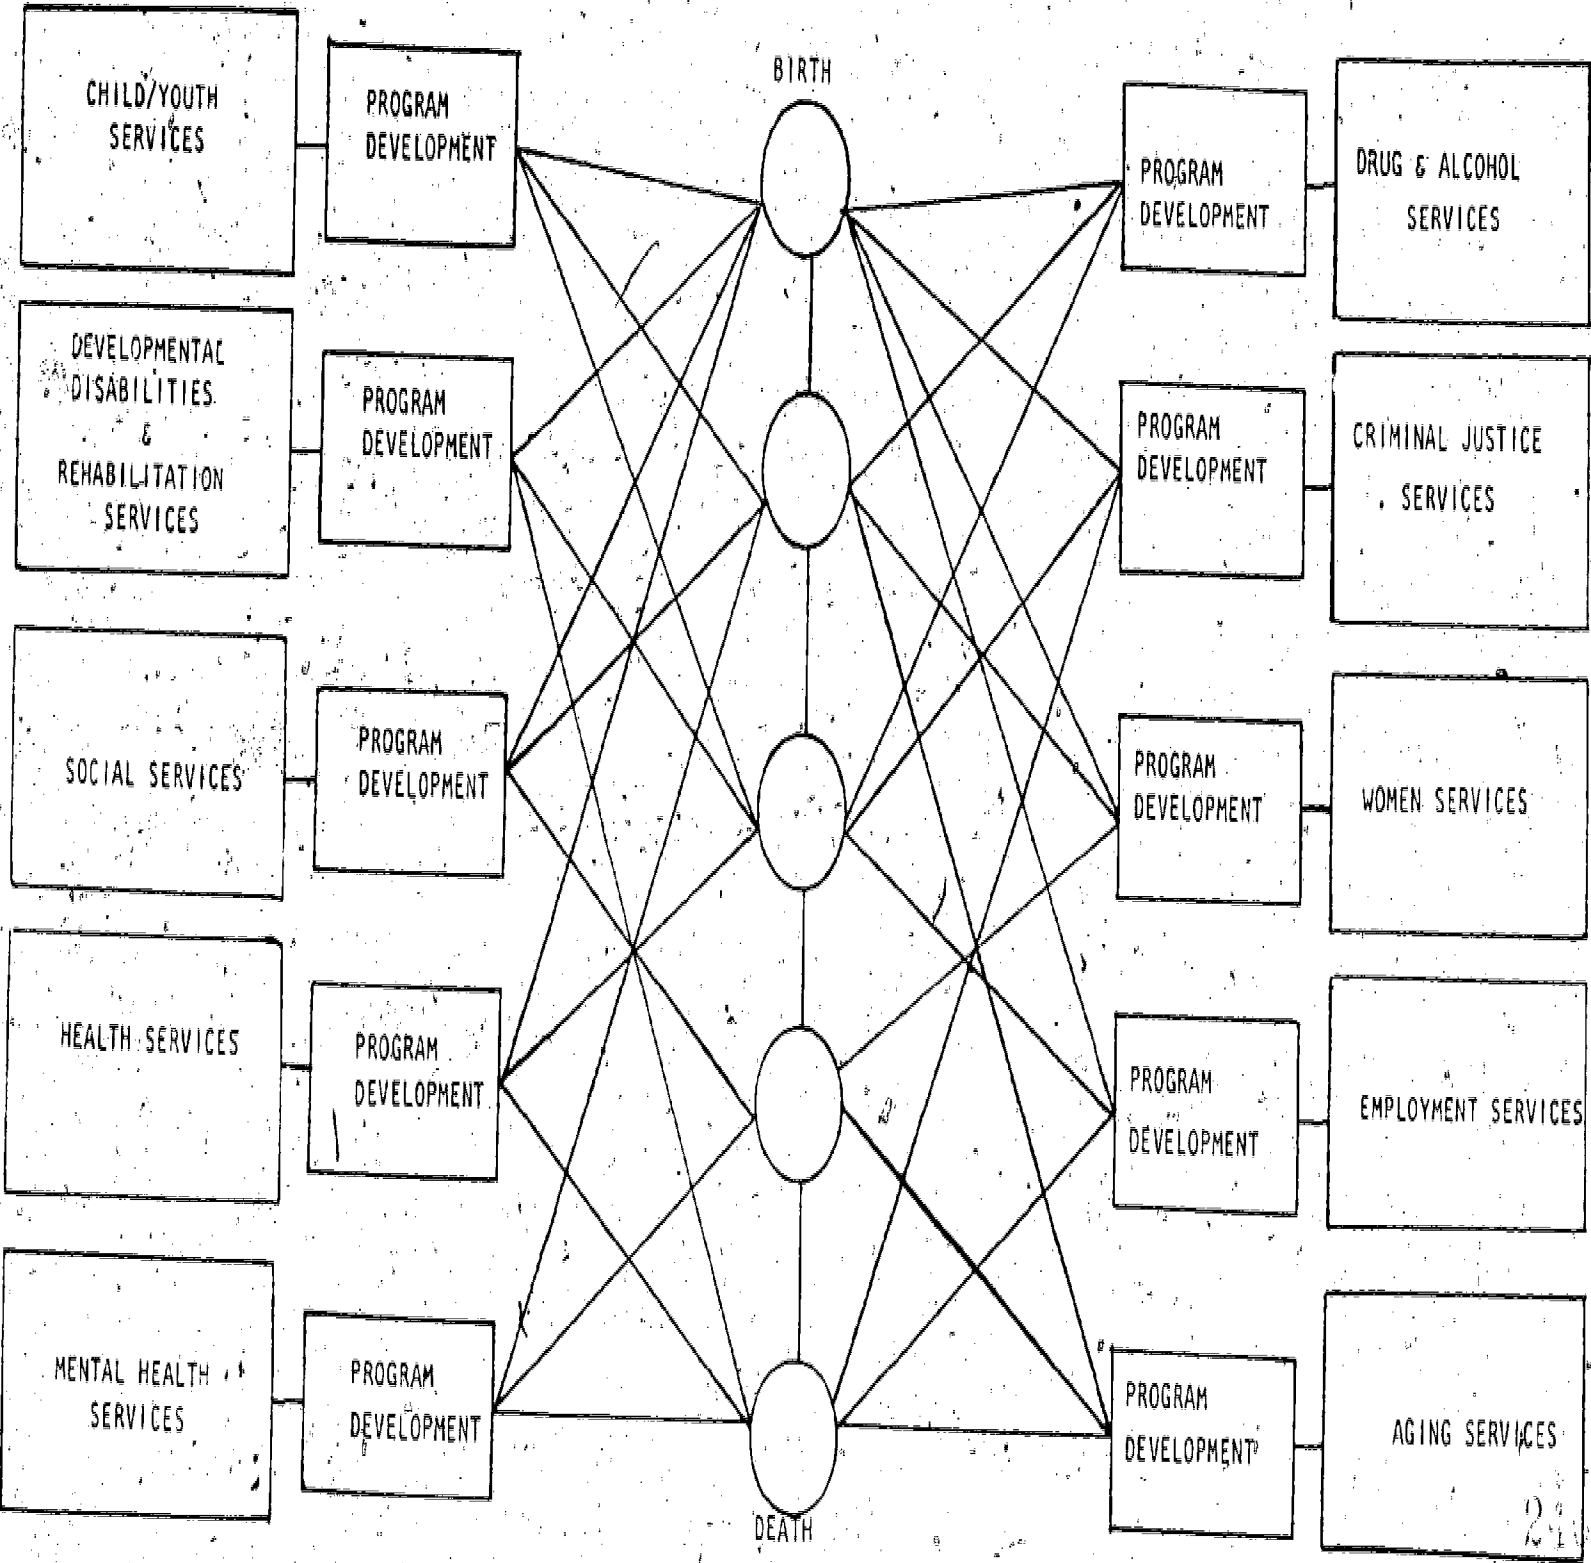 BIRTH
CHILD/YOUTH
SERVICES
PROGRAM
DEVELOPMENT
PROGRAM
DEVELOPMENT
DRUG & ALCOHOL
SERVICES
DEVELOPMENTAL
DISABILITIES
&
REHABILITATION
SERVICES
PROGRAM
DEVELOPMENT
PROGRAM
DEVELOPMENT
CRIMINAL JUSTICE
SERVICES
SOCIAL SERVICES
PROGRAM
DEVELOPMENT
PROGRAM
DEVELOPMENT
WOMEN SERVICES
HEALTH SERVICES
PROGRAM
DEVELOPMENT
PROGRAM
DEVELOPMENT
EMPLOYMENT SERVICES
MENTAL HEALTH
SERVICES
PROGRAM
DEVELOPMENT
PROGRAM
DEVELOPMENT
AGING SERVICES
DEATH